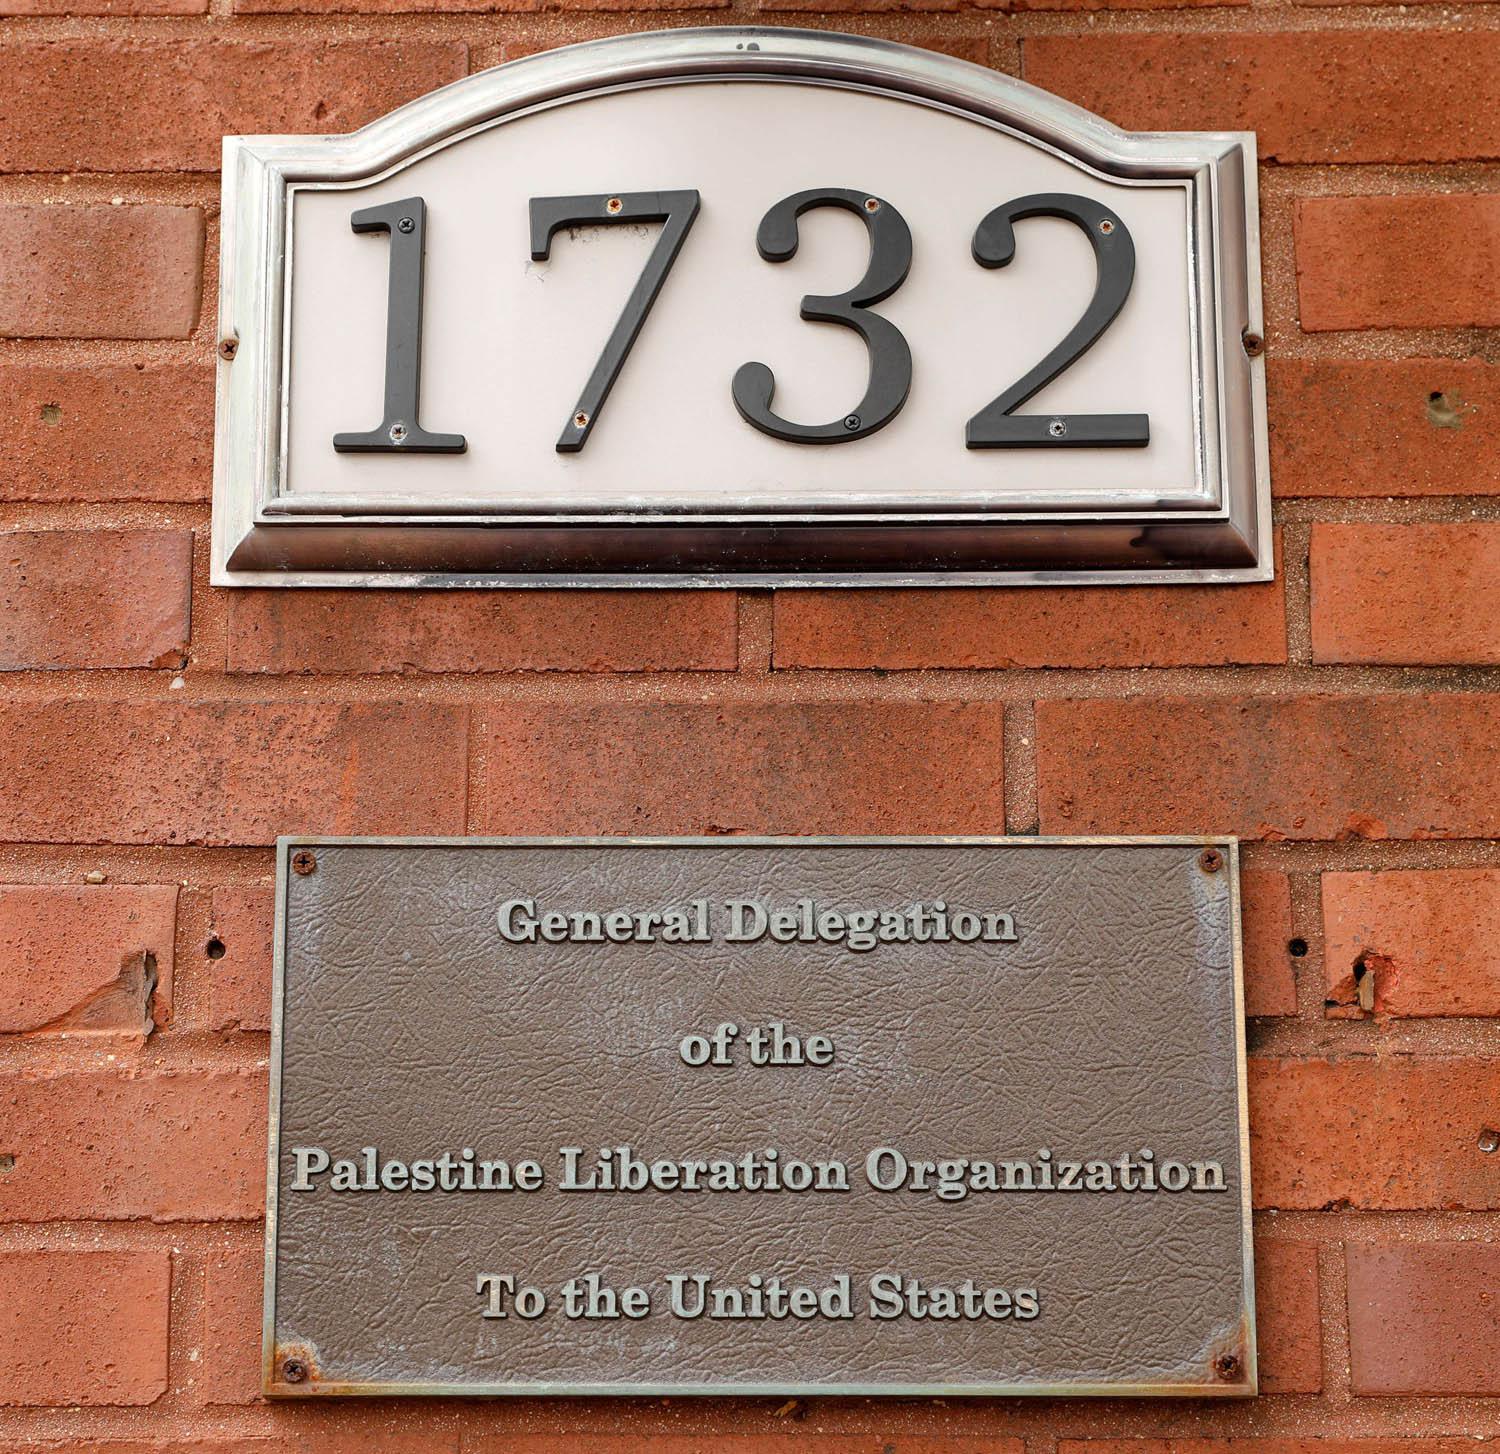 1732
General Delegation
of the
Palestine Liberation Organization
To the United States